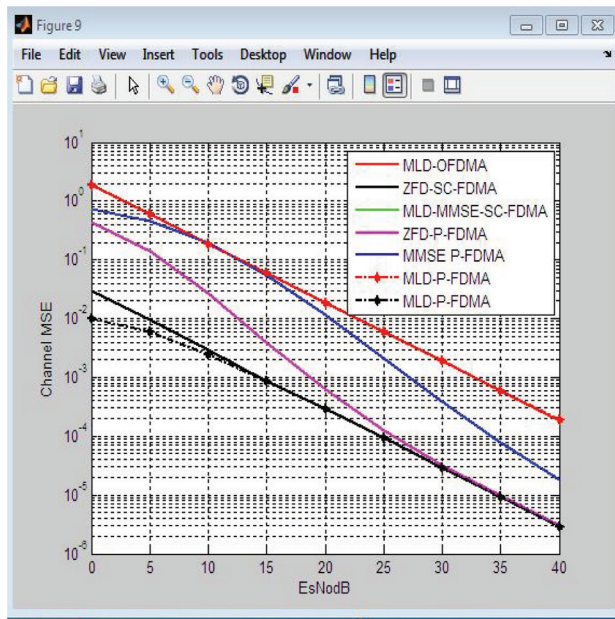 Figure 9
File Edit View Insert Tools Desktop Window Help
10^1
10^0
10^-1
10^-2
10^-3
10^-4
10^-5
10^-6
Channel MSE
MLD-OFDMA
ZFD-SC-FDMA
MLD-MMSE-SC-FDMA
ZFD-P-FDMA
MMSE P-FDMA
MLD-P-FDMA
MLD-P-FDMA
0 5 10 15 20 25 30 35 40
EsNodB